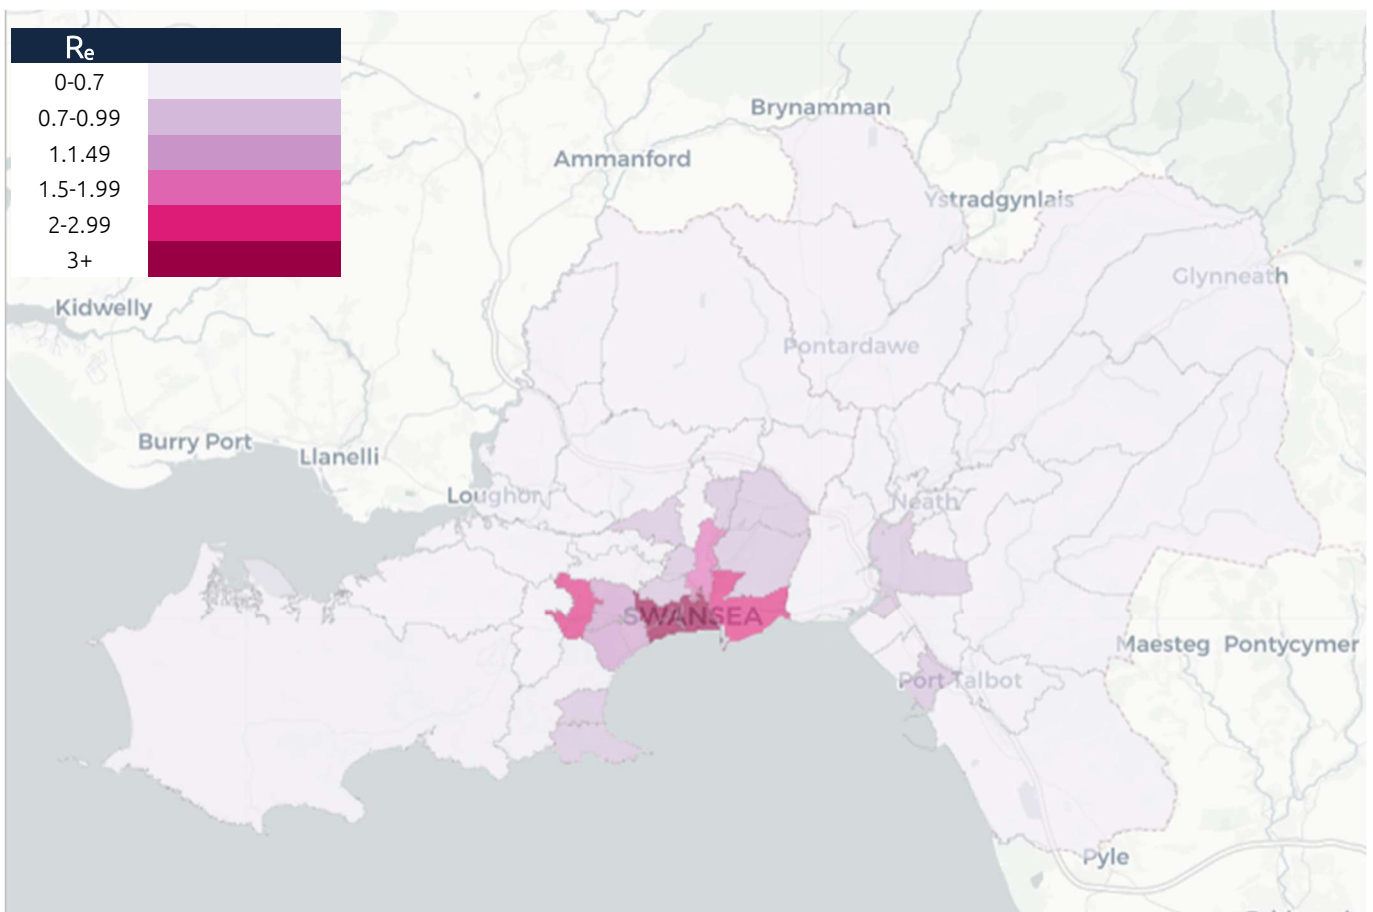 Re
0-0.7
0.7-0.99
1.1.49
1.5-1.99
2-2.99
3+
Brynamman
Ammanford
Ystradgynlais
Glynneath
Kidwelly
Pontardawe
Burry Port
Llanelli
Loughor
Neath
SWANSEA
Maesteg Pontycymer
Port Talbot
Pyle